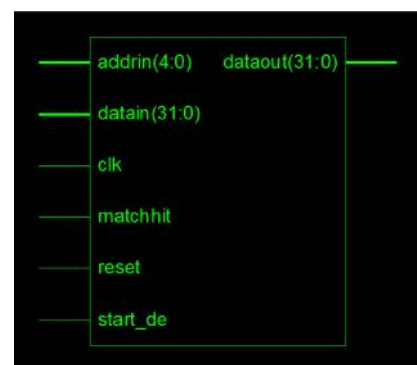 addrin(4:0) dataout(31:0)
datain(31:0)
clk
matchhit
reset
start_de